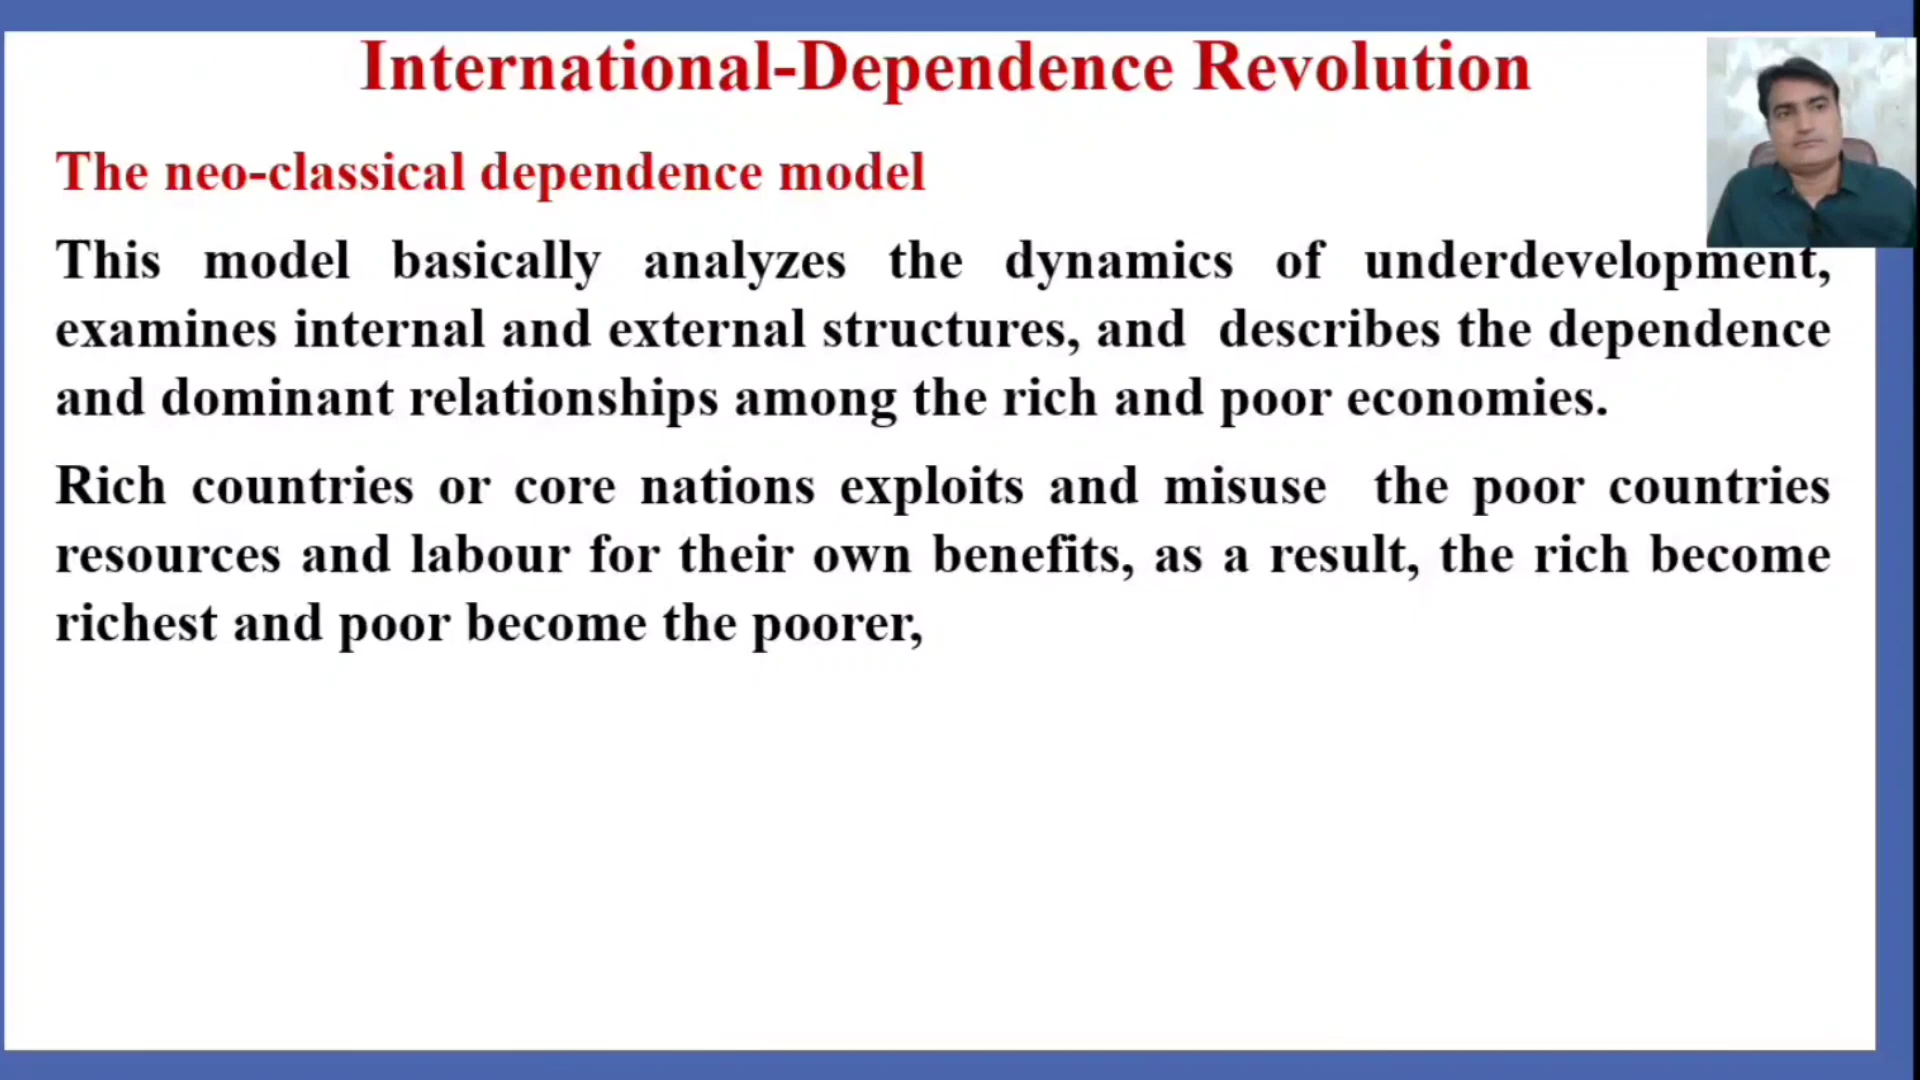 International-Dependence Revolution
The neo-classical dependence model
This model basically analyzes the dynamics of underdevelopment,
examines internal and external structures, and describes the dependence
and dominant relationships among the rich and poor economies.
Rich countries or core nations exploits and misuse the poor countries
resources and labour for their own benefits, as a result, the rich become
richest and poor become the poorer,